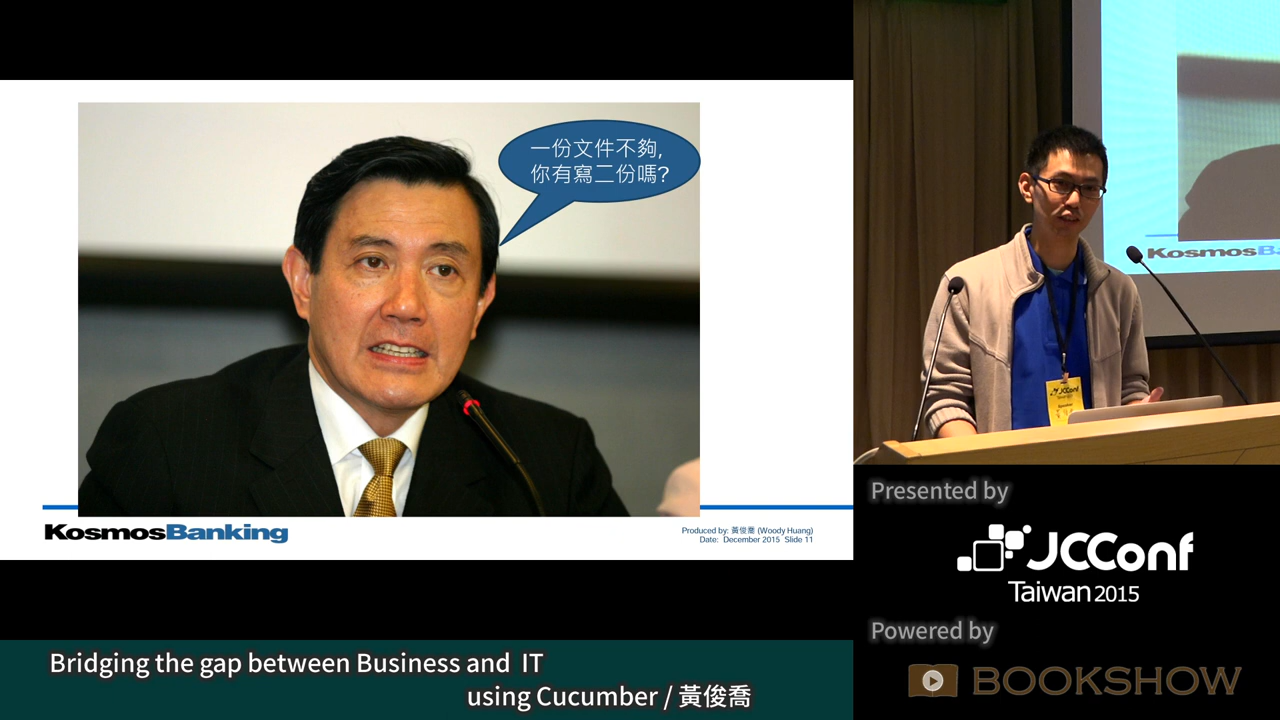 一份文件不夠,
你有寫二份嗎?
KosmosBanking
Produced by: 黃俊喬 (Woody Huang)
Date: December 2015 Slide 11
KosmosB
JCConf
Presented by
JCConf
Taiwan 2015
Powered by
BOOKSHOW
Bridging the gap between Business and IT
using Cucumber / 黃俊喬